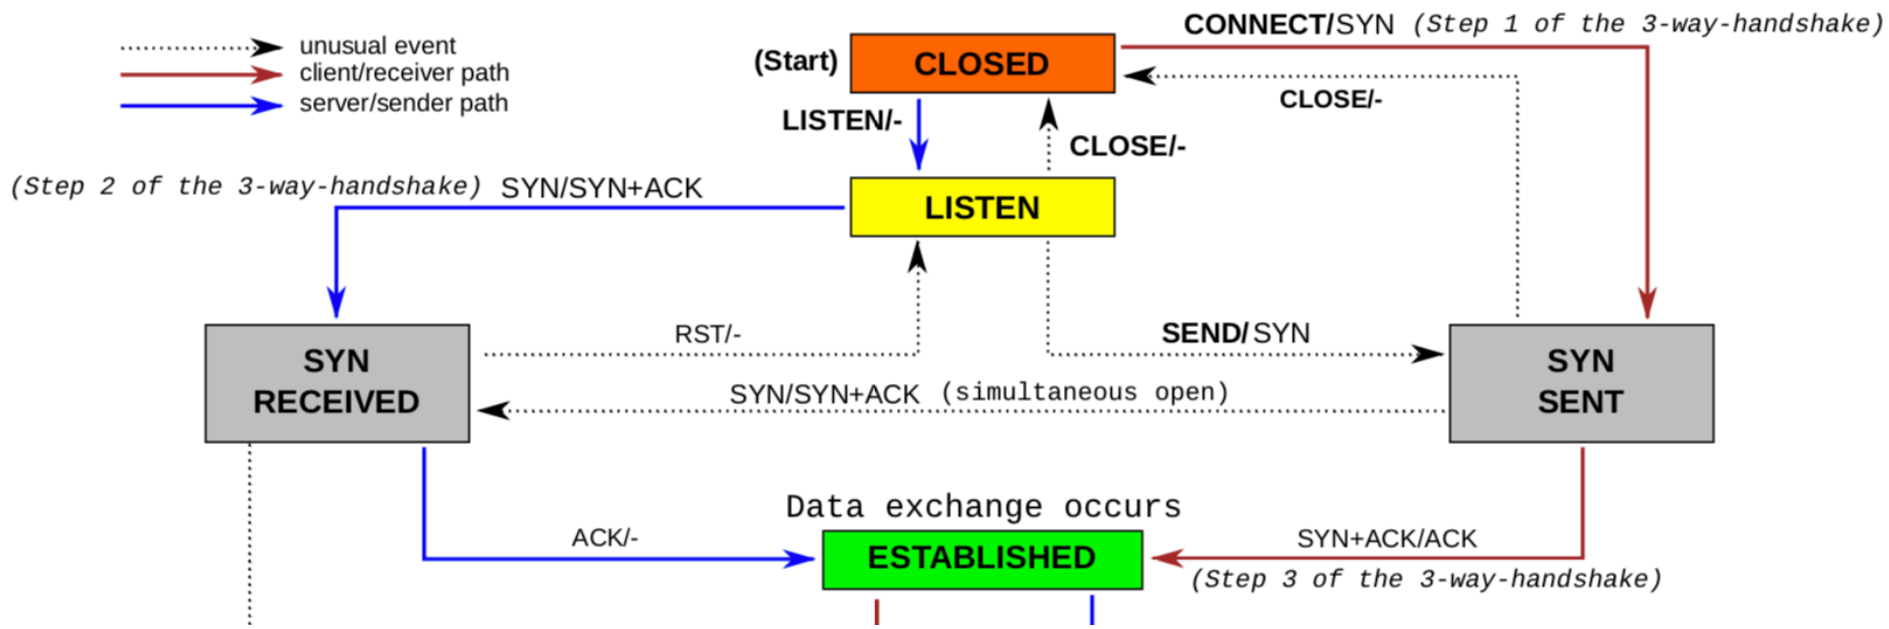 CONNECT/SYN (Step 1 of the 3-way-handshake)
unusual event
client/receiver path
server/sender path
(Start)
CLOSED
CLOSE/-
LISTEN/-
CLOSE/-
(Step 2 of the 3-way-handshake) SYN/SYN+ACK
LISTEN
RST/-
SEND/SYN
SYN
RECEIVED
SYN/SYN+ACK (simultaneous open)
SYN
SENT
Data exchange occurs
ACK/-
ESTABLISHED
SYN+ACK/ACK
(Step 3 of the 3-way-handshake)